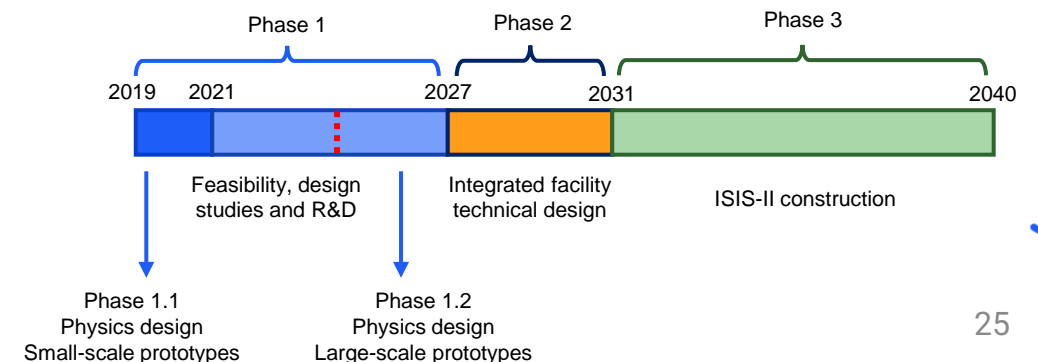 Phase 1
Phase 2
Phase 3
2019
2021
2027
2031
2040
Feasibility, design
studies and R&D
Integrated facility
technical design
ISIS-II construction
Phase 1.1
Physics design
Small-scale prototypes
Phase 1.2
Physics design
Large-scale prototypes
25